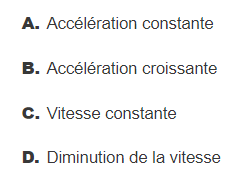 A. Accélération constante
B. Accélération croissante
C. Vitesse constante
D. Diminution de la vitesse